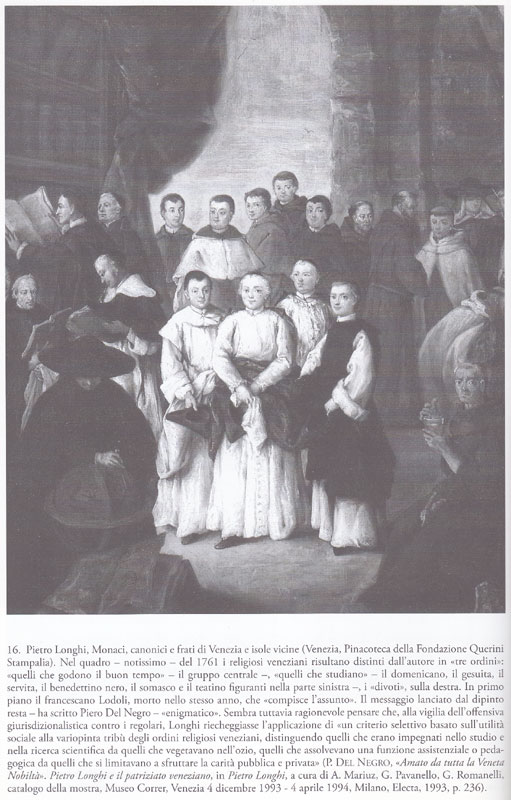 16. Pietro Longhi, Monaci, canonici e frati di Venezia e isole vicine (Venezia, Pinacoteca della Fondazione Querini
Stampalia). Nel quadro – notissimo – del 1761 i religiosi veneziani risultano distinti dall'autore in «tre ordini»:
«quelli che godono il buon tempo» – il gruppo centrale –, «quelli che studiano» – il domenicano, il gesuita, il
servita, il benedettino nero, il somasco e il teatino figuranti nella parte sinistra –, i «divoti», sulla destra. In primo
piano il francescano Lodoli, morto nello stesso anno, che «compisce l'assunto». Il messaggio lanciato dal dipinto
resta – ha scritto Piero Del Negro – «enigmatico». Sembra tuttavia ragionevole pensare che, alla vigilia dell'offensiva
giurisdizionalistica contro i regolari, Longhi riecheggiasse l'applicazione di «un criterio selettivo basato sull'utilità
sociale alla variopinta tribù degli ordini religiosi veneziani, distinguendo quelli che erano impegnati nello studio e
nella ricerca scientifica da quelli che vegetavano nell'ozio, quelli che assolvevano una funzione assistenziale o peda-
gogica da quelli che si limitavano a sfruttare la carità pubblica e privata» (P. DEL NEGRO, «Amato da tutta la Veneta
Nobiltà». Pietro Longhi e il patriziato veneziano, in Pietro Longhi, a cura di A. Mariuz, G. Pavanello, G. Romanelli,
catalogo della mostra, Museo Correr, Venezia 4 dicembre 1993 - 4 aprile 1994, Milano, Electa, 1993, p. 236).